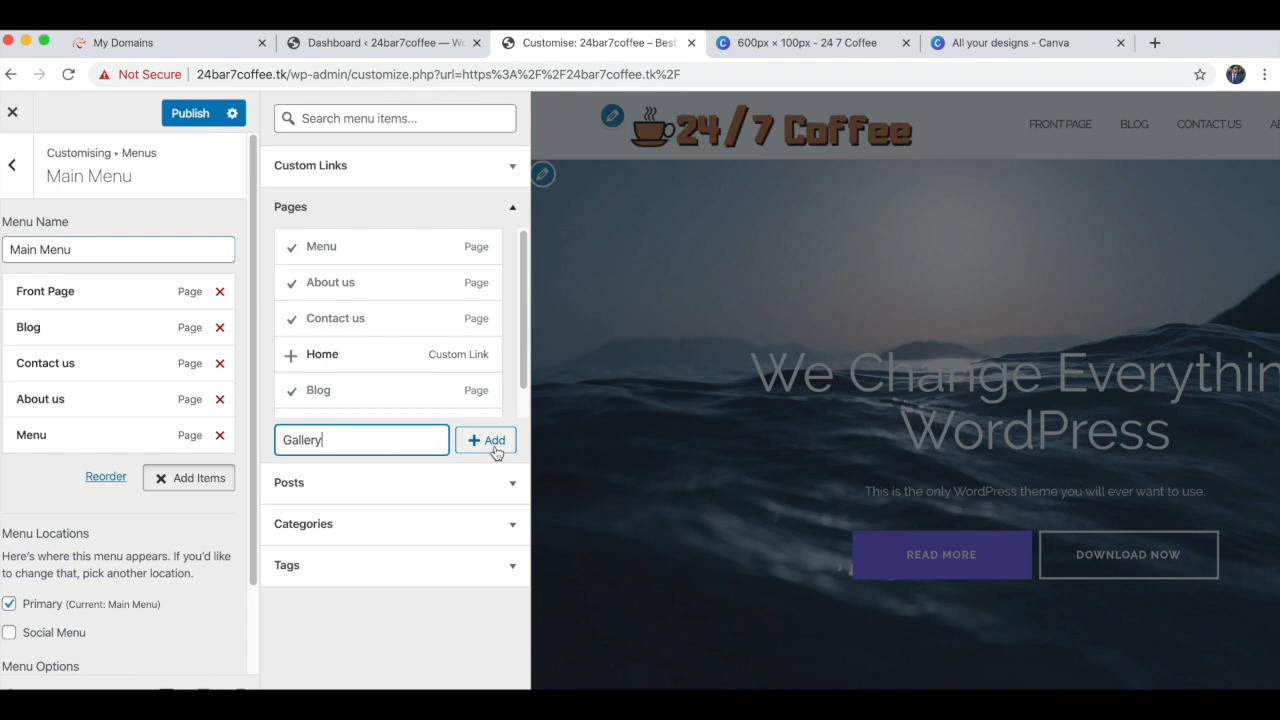 My Domains
Dashboard ‹ 24bar7coffee — Wo
Customise: 24bar7coffee – Best
600px × 100px - 24 7 Coffee
All your designs - Canva
Not Secure
24bar7coffee.tk/wp-admin/customize.php?url=https%3A%2F%2F24bar7coffee.tk%2F
Publish
Customising ▸ Menus
Main Menu
Menu Name
Main Menu
Front Page Page
Blog Page
Contact us Page
About us Page
Menu Page
Reorder
Add Items
Menu Locations
Here's where this menu appears. If you'd like
to change that, pick another location.
Primary (Current: Main Menu)
Social Menu
Menu Options
Search menu items...
Custom Links
Pages
Menu Page
About us Page
Contact us Page
Home Custom Link
Blog Page
Gallery
+ Add
Posts
Categories
Tags
24/7 Coffee
FRONT PAGE
BLOG
CONTACT US
We Change Everythin
WordPress
This is the only WordPress theme you will ever want to use.
READ MORE
DOWNLOAD NOW